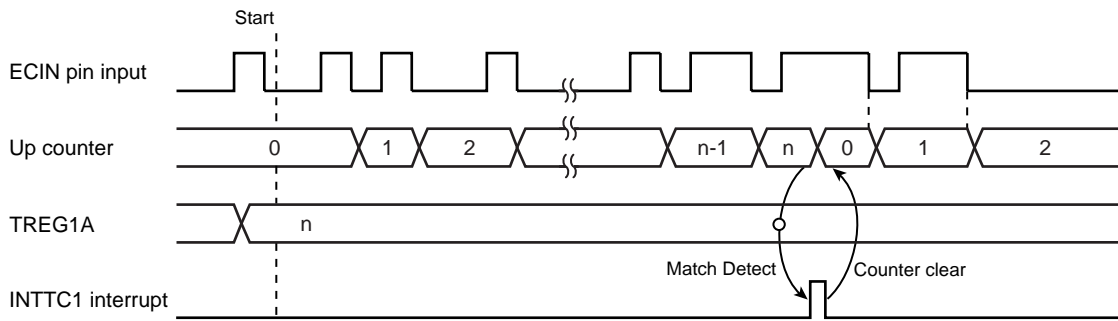 Start
ECIN pin input
Up counter 0 1 2 n-1 n 0 1 2
TREG1A n
Match Detect Counter clear
INTTC1 interrupt